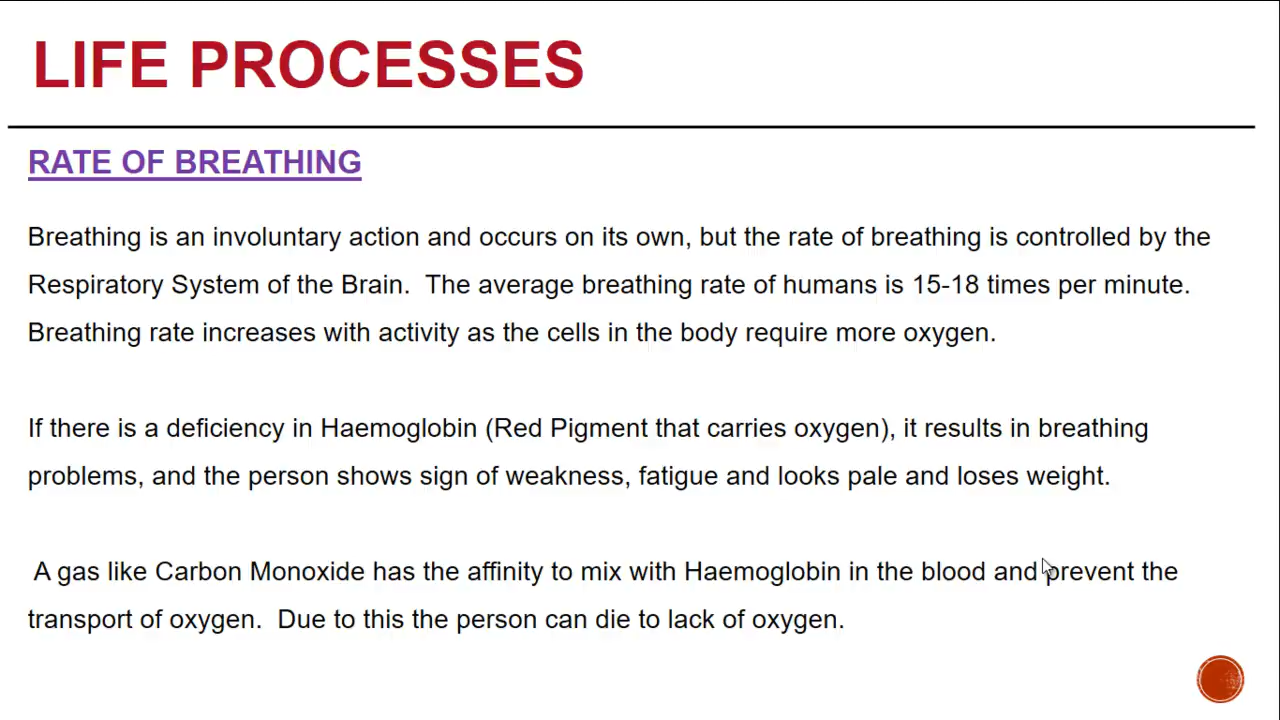 LIFE PROCESSES
RATE OF BREATHING
Breathing is an involuntary action and occurs on its own, but the rate of breathing is controlled by the
Respiratory System of the Brain.  The average breathing rate of humans is 15-18 times per minute.
Breathing rate increases with activity as the cells in the body require more oxygen.
If there is a deficiency in Haemoglobin (Red Pigment that carries oxygen), it results in breathing
problems, and the person shows sign of weakness, fatigue and looks pale and loses weight.
A gas like Carbon Monoxide has the affinity to mix with Haemoglobin in the blood and prevent the
transport of oxygen.  Due to this the person can die to lack of oxygen.